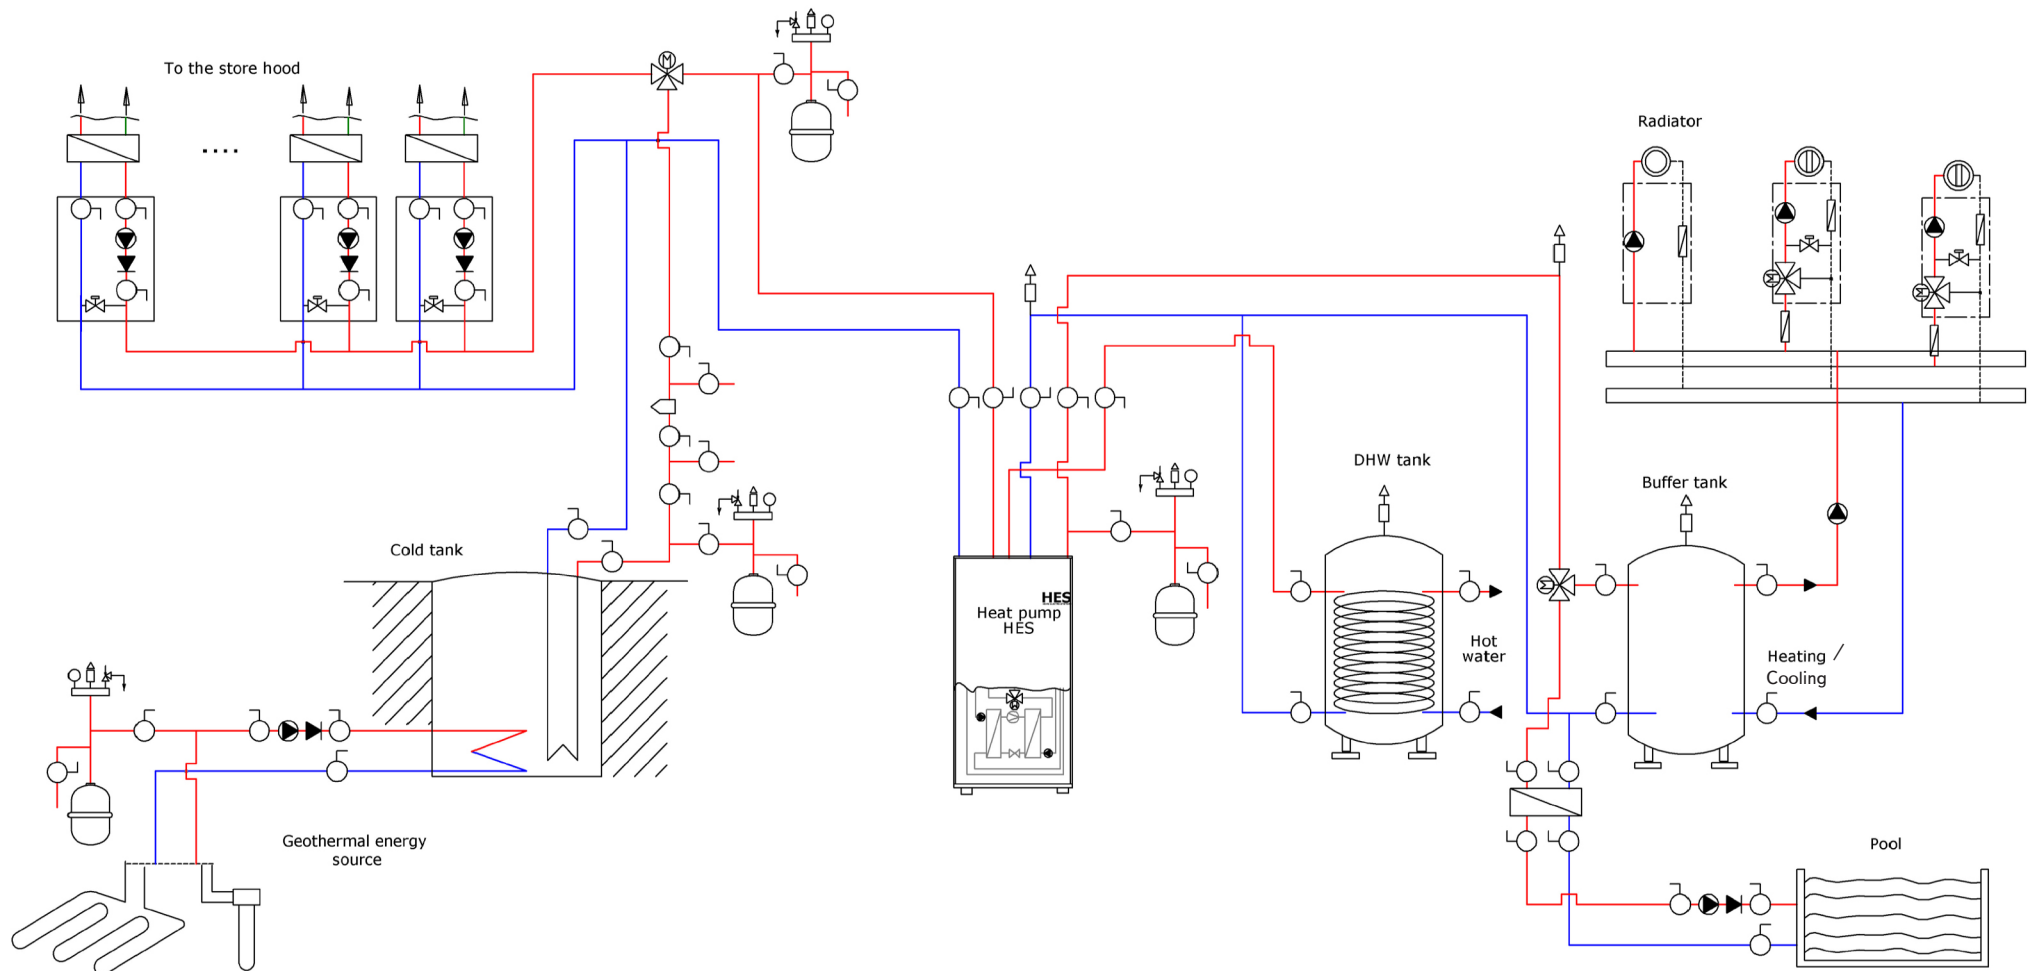 To the store hood
....
M
Radiator
M
M
DHW tank
Buffer tank
Cold tank
HES
Heat pump
HES
M
Hot
water
Heating /
Cooling
Geothermal energy
source
Pool